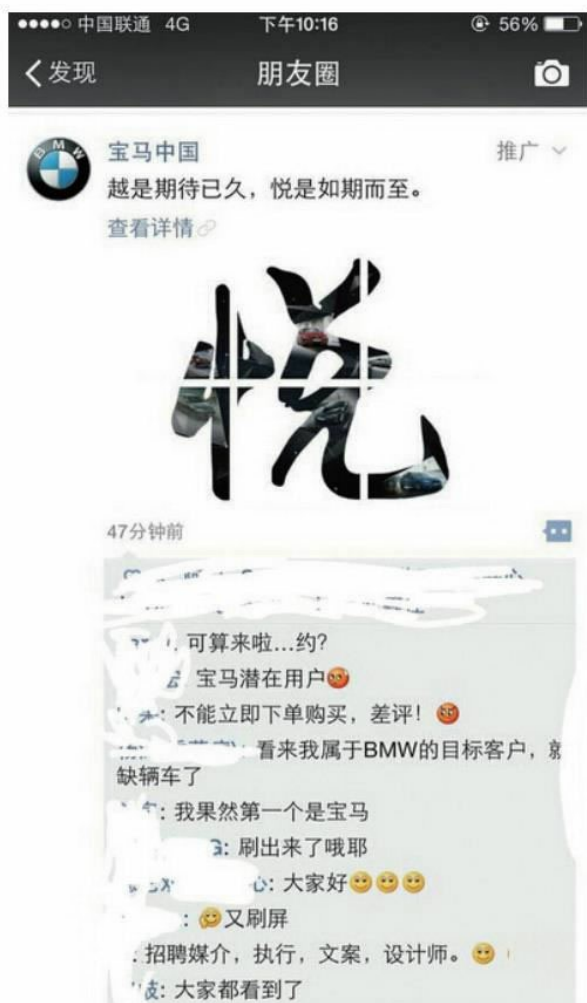 中国联通 4G 下午10:16 56%
发现 朋友圈
BMW
宝马中国 推广
越是期待已久，悦是如期而至。
查看详情
悦
47分钟前
可算来啦...约?
宝马潜在用户
不能立即下单购买，差评！
看来我属于BMW的目标客户，就
缺辆车了
: 我果然第一个是宝马
G: 刷出来了哦耶
心: 大家好
: 又刷屏
: 招聘媒介，执行，文案，设计师。
: 大家都看到了